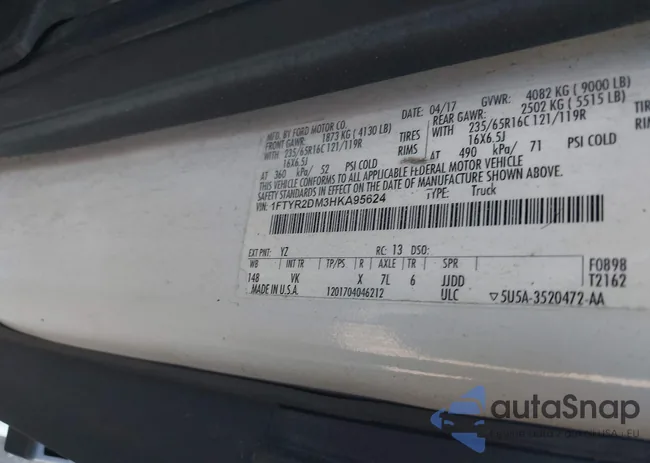 MFG. BY FORD MOTOR CO. DATE: 04/17 GVWR: 4082 KG ( 9000 LB)
FRONT GAWR: 1873 KG ( 4130 LB) REAR GAWR: 2502 KG ( 5515 LB)
WITH 235/65R16C 121/119R TIRES WITH 235/65R16C 121/119R TIRES
16X6.5J RIMS 16X6.5J RIMS
AT 360 kPa/ 52 PSI COLD AT 490 kPa/ 71 PSI COLD
THIS VEHICLE CONFORMS TO ALL APPLICABLE FEDERAL MOTOR VEHICLE
SAFETY STANDARDS IN EFFECT ON THE DATE OF MANUFACTURE SHOWN ABOVE.
VIN: 1FTYR2DM3HKA95624 TYPE: Truck
EXT PNT: YZ RC: 13 DSO:
WB INT TR TP/PS R AXLE TR SPR F0898
148 VK X 7L 6 JJDD T2162
MADE IN U.S.A. 1201704046212 ULC ▽5U5A-3520472-AA
autoSnap